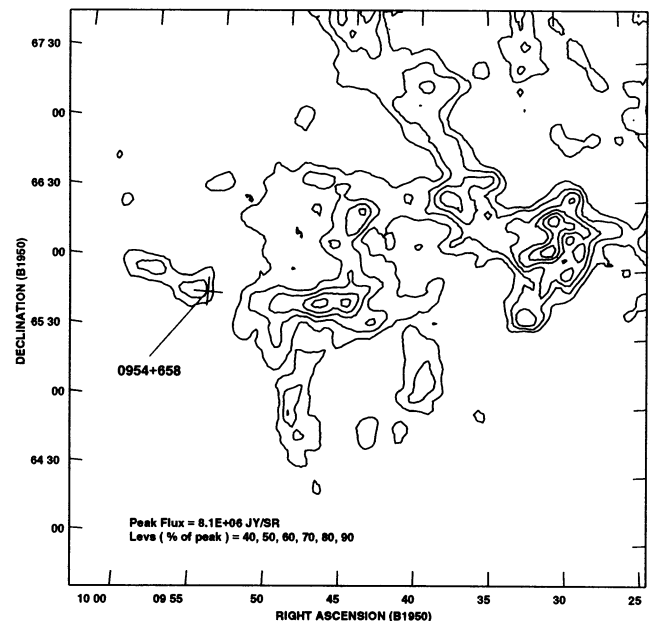 67 30
00
66 30
00
65 30
00
64 30
00
DECLINATION (B1950)
0954+658
Peak Flux = 8.1E+06 JY/SR
Levs ( % of peak ) = 40, 50, 60, 70, 80, 90
10 00 09 55 50 45 40 35 30 25
RIGHT ASCENSION (B1950)